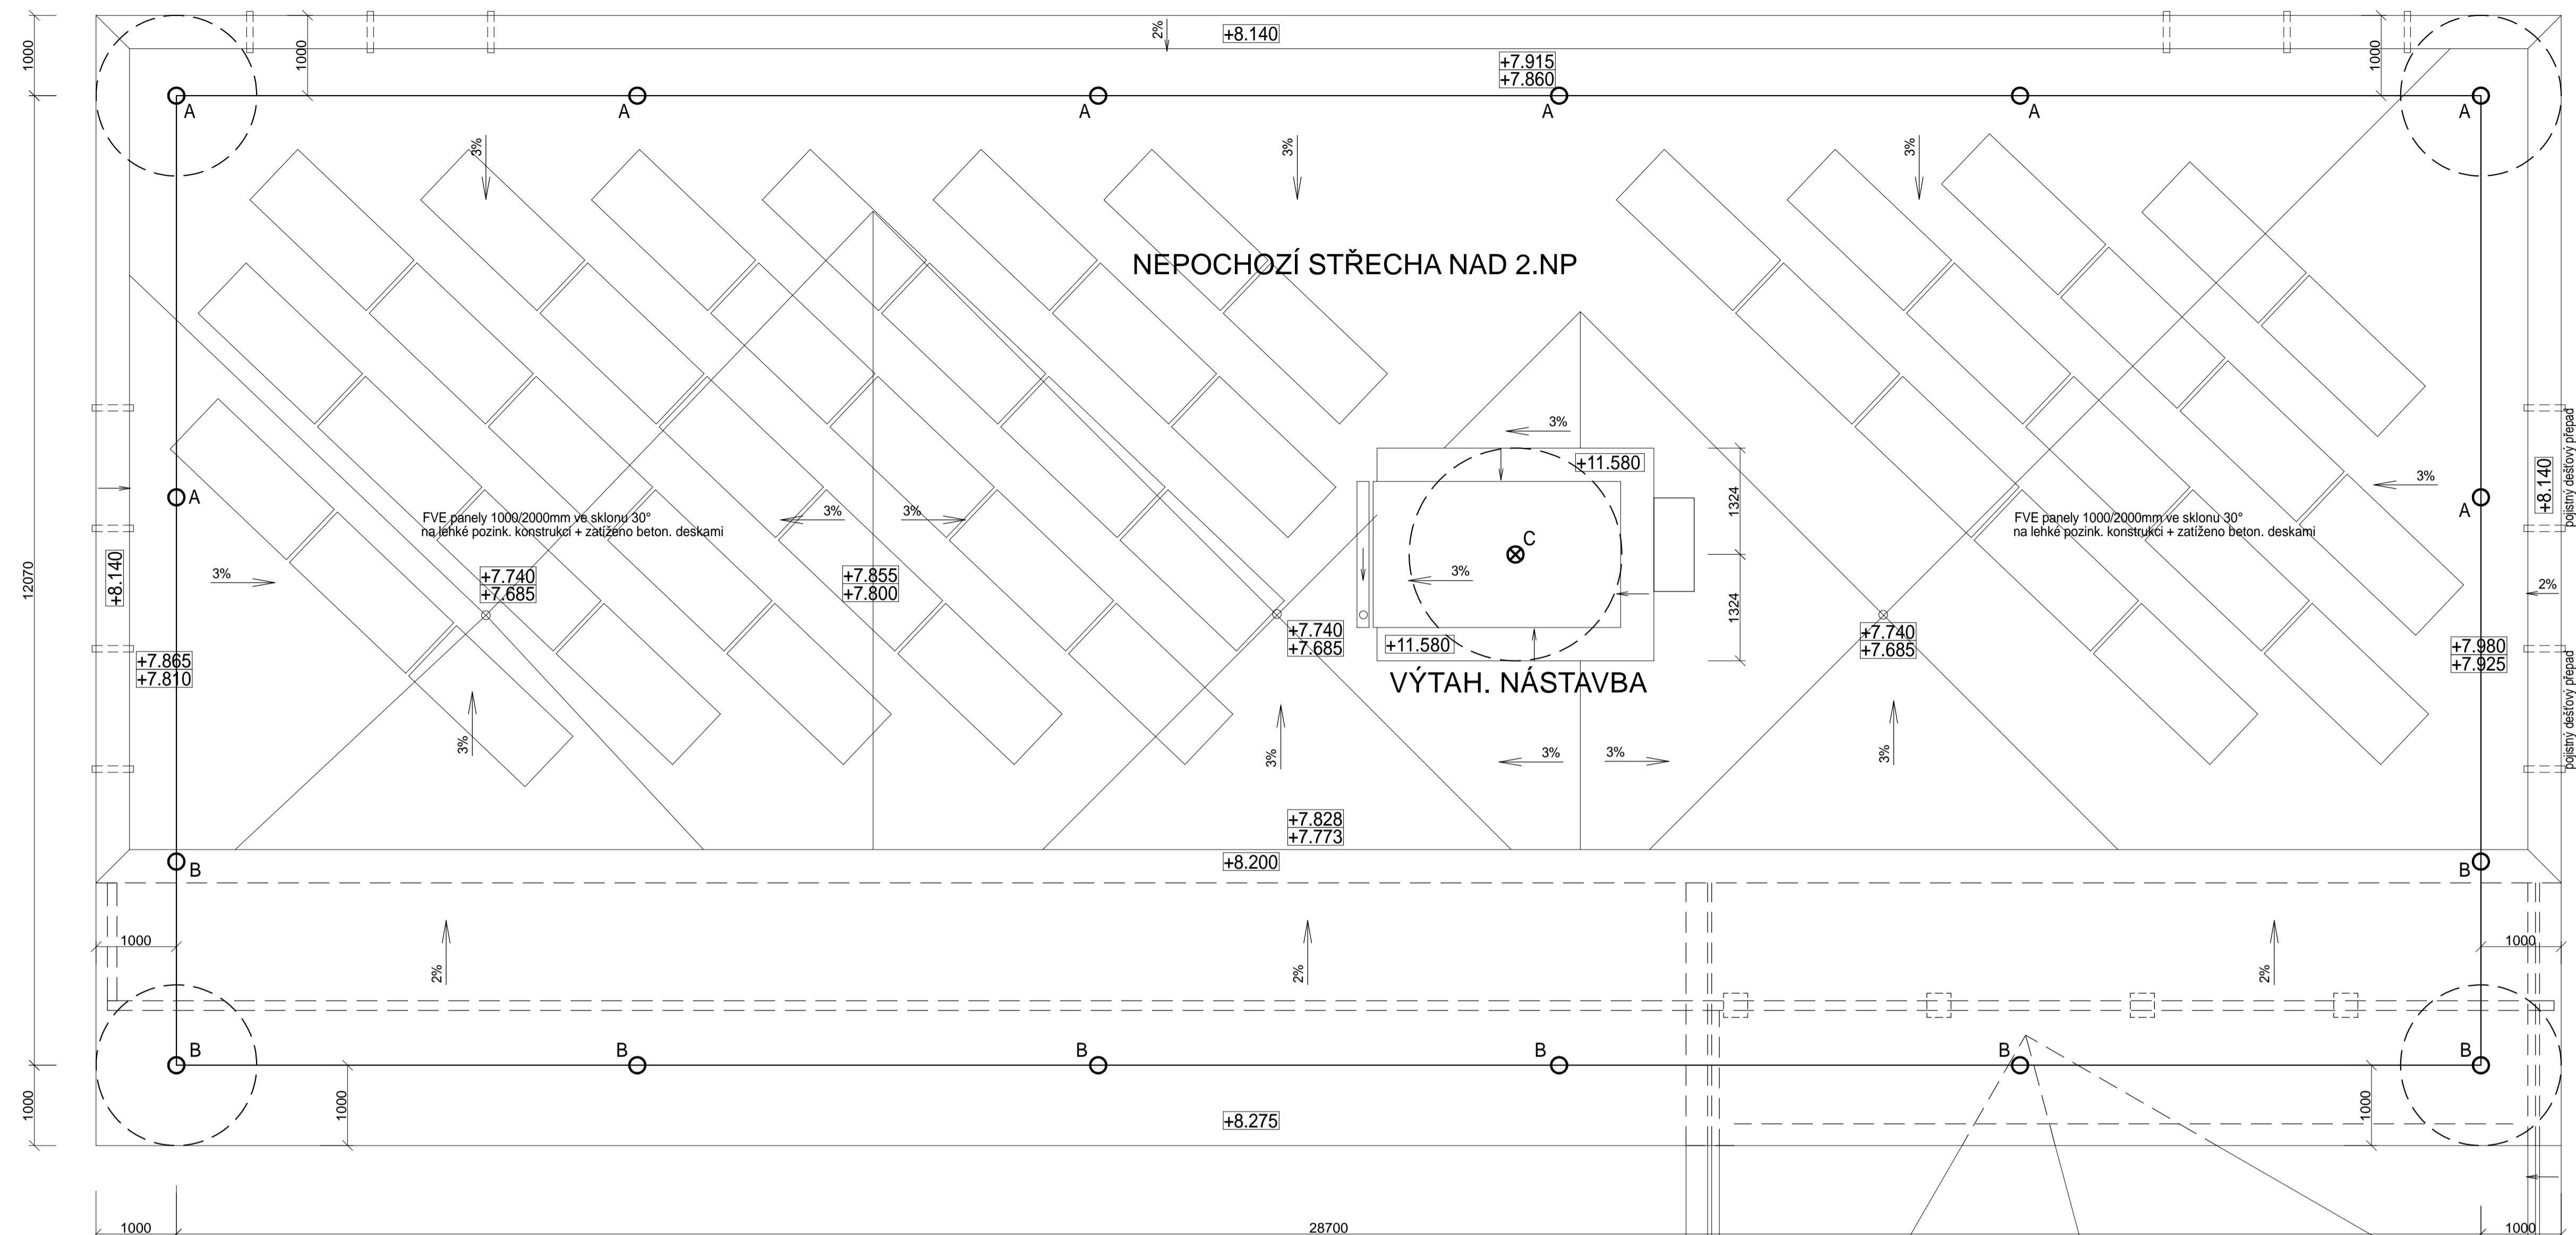 2%
+8.140
1000
1000
1000
+7.915
+7.860
A
A
A
A
A
A
3%
3%
3%
NEPOCHOZÍ STŘECHA NAD 2.NP
3%
+11.580
1324
1324
A
A
C
FVE panely 1000/2000mm ve sklonu 30°
na lehké pozink. konstrukci + zatíženo beton. deskami
3%
3%
FVE panely 1000/2000mm ve sklonu 30°
na lehké pozink. konstrukci + zatíženo beton. deskami
3%
+8.140
pojistný dešťový přepad
12070
+8.140
3%
+7.740
+7.685
+7.855
+7.800
3%
2%
+7.740
+7.685
+11.580
+7.740
+7.685
+7.865
+7.810
+7.980
+7.925
VÝTAH. NÁSTAVBA
pojistný dešťový přepad
3%
3%
3%
3%
3%
+7.828
+7.773
+8.200
B
B
1000
1000
2%
2%
2%
B
B
B
B
B
B
1000
1000
1000
+8.275
1000
28700
1000